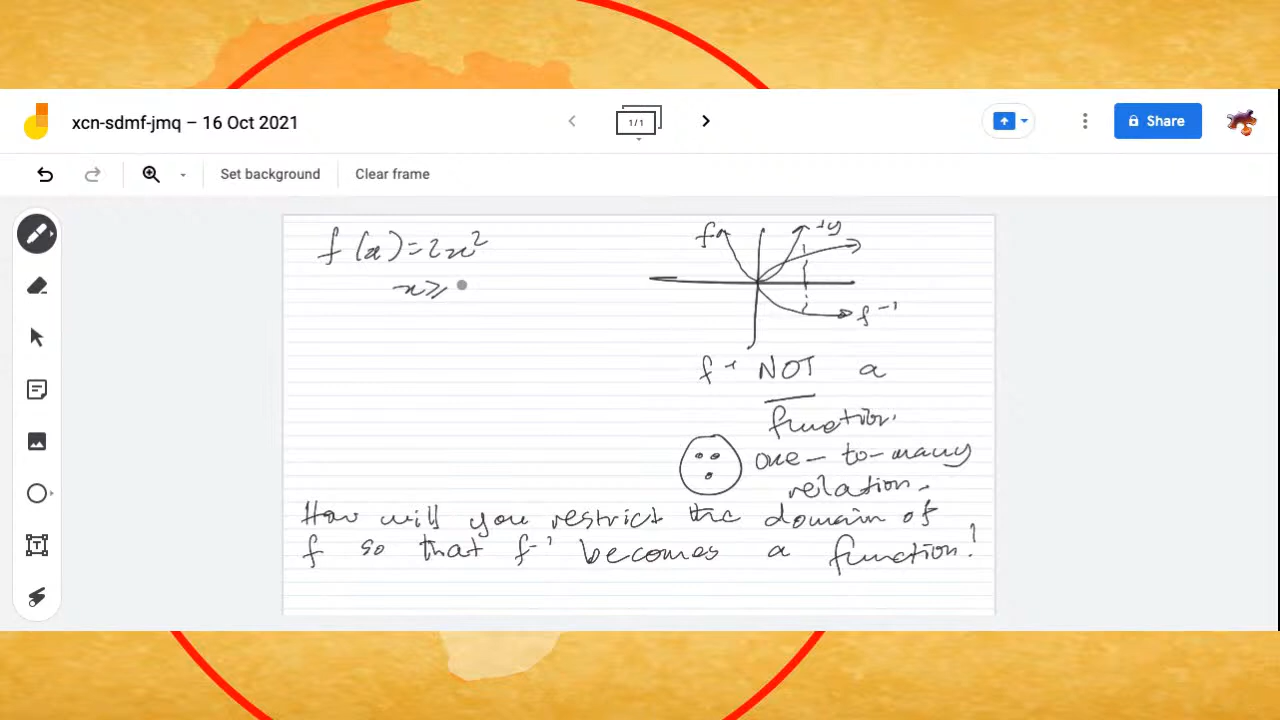 xcn-sdmf-jmq – 16 Oct 2021
1/1
Share
Set background
Clear frame
f(x)=2x²
x≥
f
y
f⁻¹
f⁻¹ NOT a
function.
one-to-many
relation.
How will you restrict the domain of
f so that f⁻¹ becomes a function?